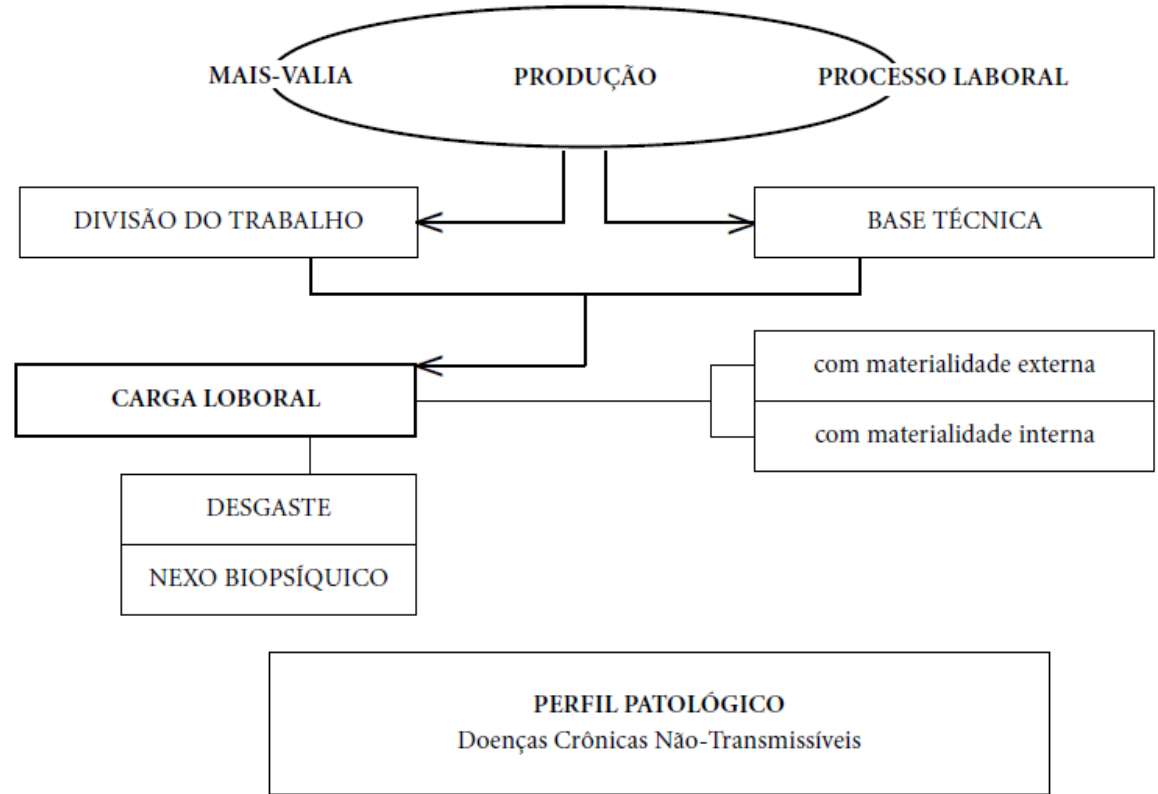 MAIS-VALIA PRODUÇÃO PROCESSO LABORAL
DIVISÃO DO TRABALHO
BASE TÉCNICA
CARGA LOBORAL
com materialidade externa
com materialidade interna
DESGASTE
NEXO BIOPSÍQUICO
PERFIL PATOLÓGICO
Doenças Crônicas Não-Transmissíveis